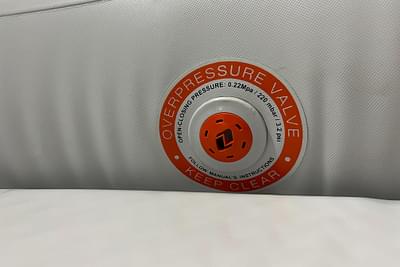 OVERPRESSURE VALVE
OPEN-CLOSING PRESSURE: 0.22Mpa / 220 mbar / 3.2 psi
FOLLOW MANUAL'S INSTRUCTIONS
KEEP CLEAR